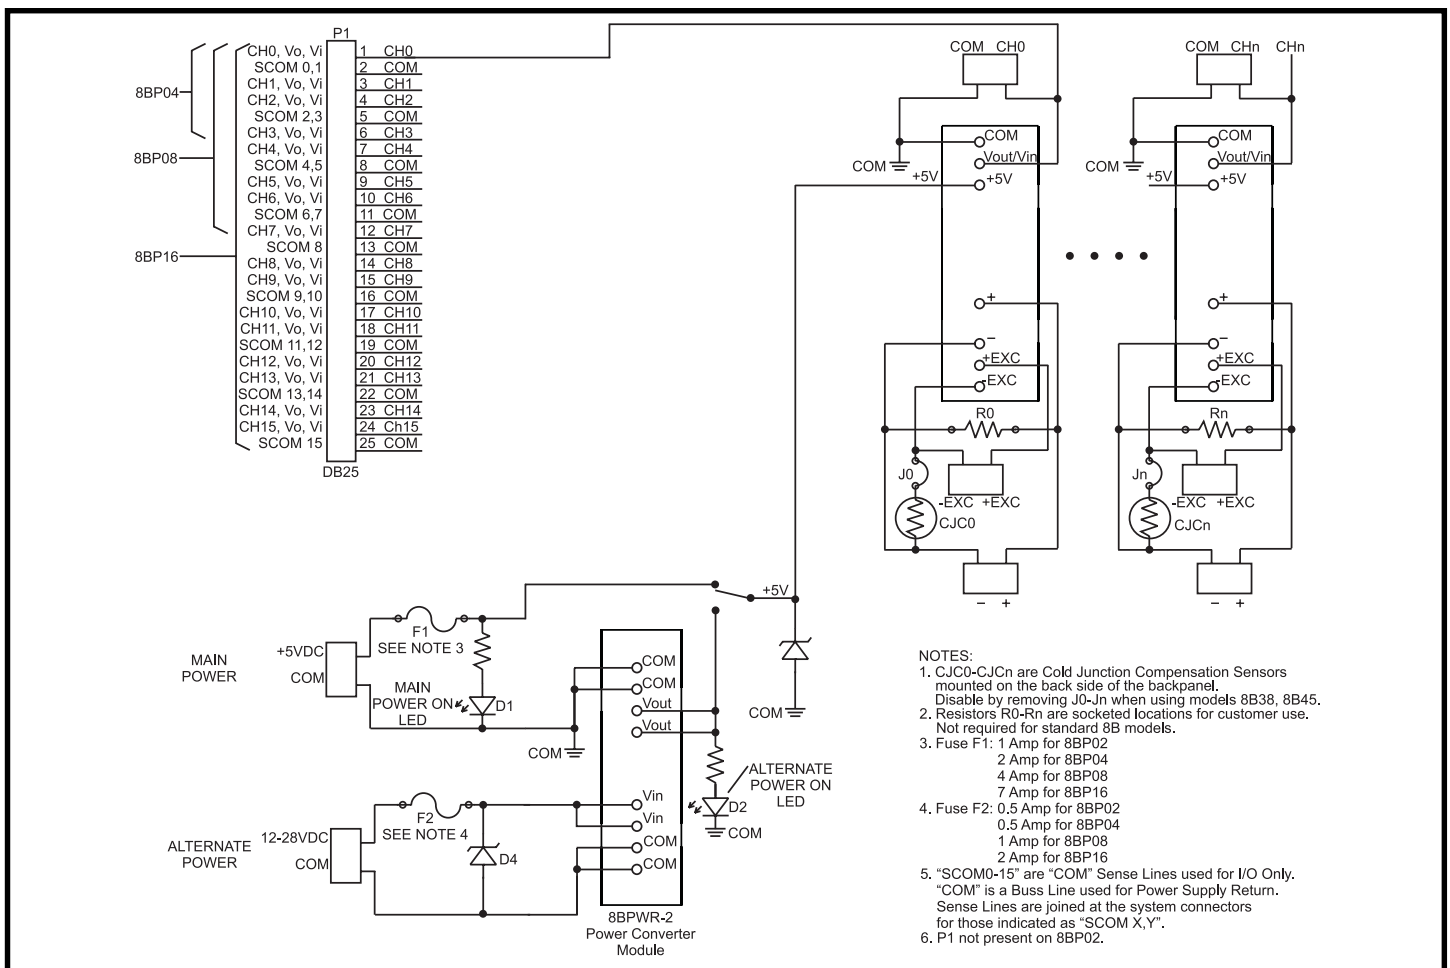 P1
CH0, Vo, Vi 1 CH0
SCOM 0,1 2 COM
CH1, Vo, Vi 3 CH1
CH2, Vo, Vi 4 CH2
SCOM 2,3 5 COM
CH3, Vo, Vi 6 CH3
CH4, Vo, Vi 7 CH4
SCOM 4,5 8 COM
CH5, Vo, Vi 9 CH5
CH6, Vo, Vi 10 CH6
SCOM 6,7 11 COM
CH7, Vo, Vi 12 CH7
SCOM 8 13 COM
CH8, Vo, Vi 14 CH8
CH9, Vo, Vi 15 CH9
SCOM 9,10 16 COM
CH10, Vo, Vi 17 CH10
CH11, Vo, Vi 18 CH11
SCOM 11,12 19 COM
CH12, Vo, Vi 20 CH12
CH13, Vo, Vi 21 CH13
SCOM 13,14 22 COM
CH14, Vo, Vi 23 CH14
CH15, Vo, Vi 24 Ch15
SCOM 15 25 COM
DB25
8BP04
8BP08
8BP16
COM CH0
COM
Vout/Vin
+5V
COM
+5V
+
–
+EXC
-EXC
R0
J0
-EXC +EXC
CJC0
– +
COM CHn CHn
COM
Vout/Vin
+5V
COM
+5V
+
–
+EXC
-EXC
Rn
Jn
-EXC +EXC
CJCn
– +
MAIN
POWER
+5VDC
COM
F1
SEE NOTE 3
MAIN
POWER ON
LED
D1
COM
COM
COM
Vout
Vout
+5V
COM
ALTERNATE
POWER ON
LED
D2
COM
ALTERNATE
POWER
12-28VDC
COM
F2
SEE NOTE 4
D4
Vin
Vin
COM
COM
8BPWR-2
Power Converter
Module
NOTES:
1. CJC0-CJCn are Cold Junction Compensation Sensors
mounted on the back side of the backpanel.
Disable by removing J0-Jn when using models 8B38, 8B45.
2. Resistors R0-Rn are socketed locations for customer use.
Not required for standard 8B models.
3. Fuse F1: 1 Amp for 8BP02
2 Amp for 8BP04
4 Amp for 8BP08
7 Amp for 8BP16
4. Fuse F2: 0.5 Amp for 8BP02
0.5 Amp for 8BP04
1 Amp for 8BP08
2 Amp for 8BP16
5. “SCOM0-15” are “COM” Sense Lines used for I/O Only.
“COM” is a Buss Line used for Power Supply Return.
Sense Lines are joined at the system connectors
for those indicated as “SCOM X,Y”.
6. P1 not present on 8BP02.